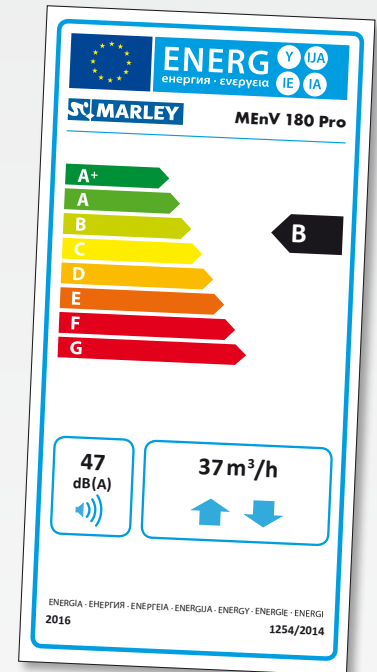 ENERG Y IJA
енергия · ενεργεια IE IA
MARLEY MEnV 180 Pro
A+
A
B
B
C
D
E
F
G
47
dB(A)
37 m³/h
ENERGIA · ЕНЕРГИЯ · ΕΝΕΡΓΕΙΑ · ENERGIJA · ENERGY · ENERGIE · ENERGI
2016
1254/2014